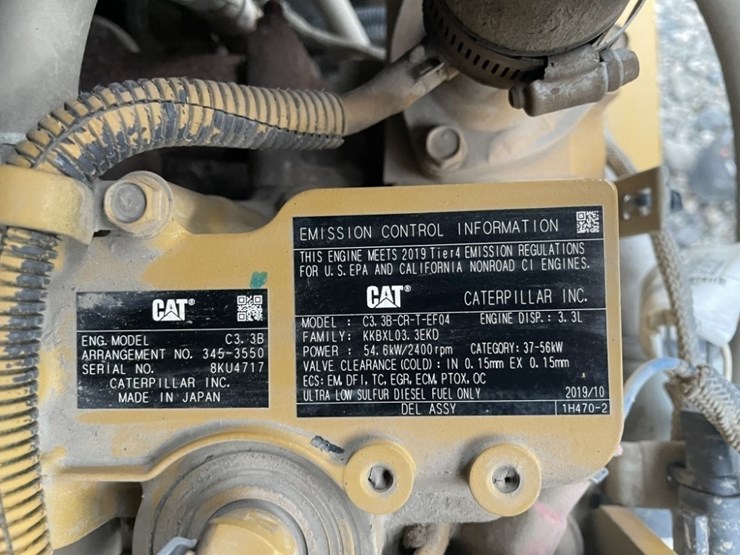 CAT®
ENG. MODEL C3.3B
ARRANGEMENT NO. 345-3550
SERIAL NO. 8KU4717
CATERPILLAR INC.
MADE IN JAPAN
EMISSION CONTROL INFORMATION
THIS ENGINE MEETS 2019 Tier4 EMISSION REGULATIONS
FOR U.S.EPA AND CALIFORNIA NONROAD CI ENGINES.
CAT® CATERPILLAR INC.
MODEL : C3.3B-CR-T-EF04 ENGINE DISP.: 3.3L
FAMILY: KKBXL03.3EKD
POWER : 54.6kW/2400rpm CATEGORY: 37-56kW
VALVE CLEARANCE (COLD) : IN 0.15mm EX 0.15mm
ECS: EM, DFI, TC, EGR, ECM, PTOX, OC
ULTRA LOW SULFUR DIESEL FUEL ONLY 2019/10
DEL ASSY 1H470-2